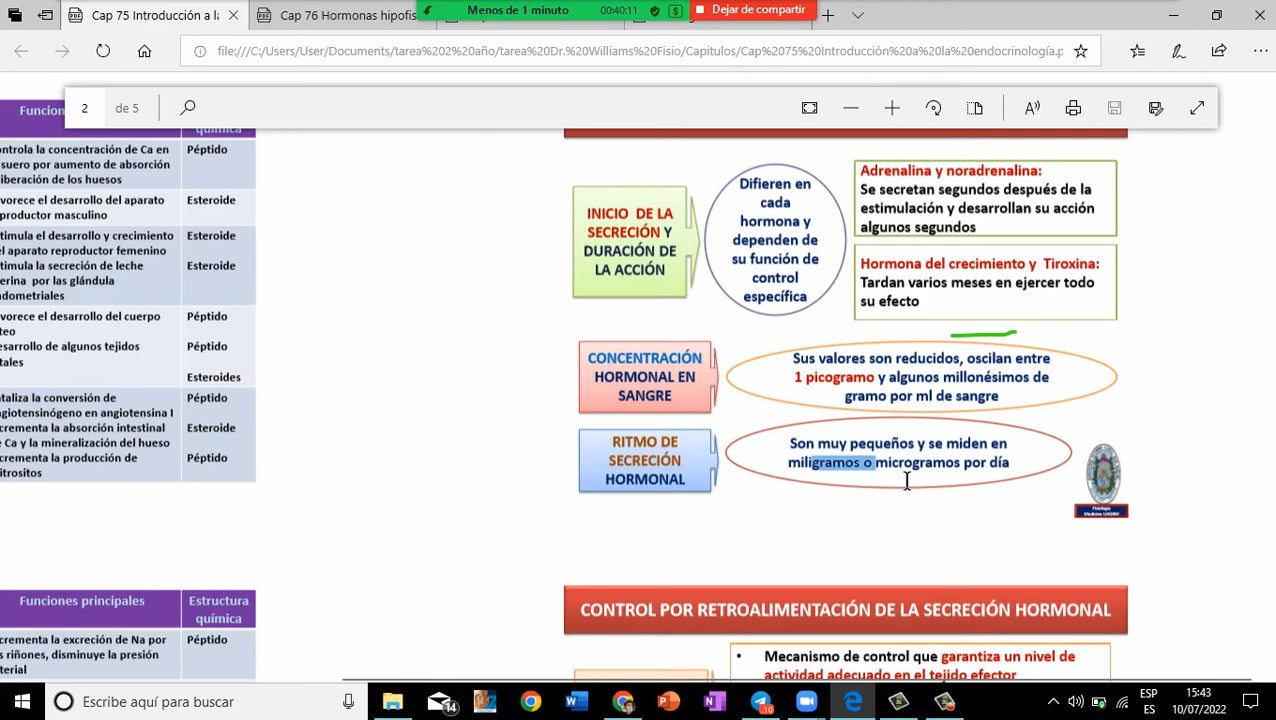 Cap 75 Introducción a la
Cap 76 Hormonas hipofis
Menos de 1 minuto
00:40:11
Dejar de compartir
file:///C:/Users/User/Documents/tarea%202%20año/tarea%20Dr.%20Williams%20Fisio/Capitulos/Cap%2075%20Introducción%20a%20la%20endocrinología.p
2 de 5
Funcion
química
ontrola la concentración de Ca en
suero por aumento de absorción
liberación de los huesos
Péptido
vorece el desarrollo del aparato
productor masculino
Esteroide
timula el desarrollo y crecimiento
el aparato reproductor femenino
Esteroide
timula la secreción de leche
erina por las glándula
ndometriales
Esteroide
vorece el desarrollo del cuerpo
teo
Péptido
esarrollo de algunos tejidos
tales
Péptido
Esteroides
ataliza la conversión de
ngiotensinógeno en angiotensina I
Péptido
crementa la absorción intestinal
de Ca y la mineralización del hueso
Esteroide
crementa la producción de
itrositos
Péptido
INICIO DE LA
SECRECIÓN Y
DURACIÓN DE
LA ACCIÓN
Difieren en
cada
hormona y
dependen de
su función de
control
específica
Adrenalina y noradrenalina:
Se secretan segundos después de la
estimulación y desarrollan su acción
algunos segundos
Hormona del crecimiento y Tiroxina:
Tardan varios meses en ejercer todo
su efecto
CONCENTRACIÓN
HORMONAL EN
SANGRE
Sus valores son reducidos, oscilan entre
1 picogramo y algunos millonésimos de
gramo por ml de sangre
RITMO DE
SECRECIÓN
HORMONAL
Son muy pequeños y se miden en
miligramos o microgramos por día
Fisiología
Medicina UAGRM
Funciones principales
Estructura
química
crementa la excreción de Na por
s riñones, disminuye la presión
terial
Péptido
CONTROL POR RETROALIMENTACIÓN DE LA SECRECIÓN HORMONAL
• Mecanismo de control que garantiza un nivel de
actividad adecuado en el tejido efector
Escribe aquí para buscar
14
10
ESP
ES
15:43
10/07/2022